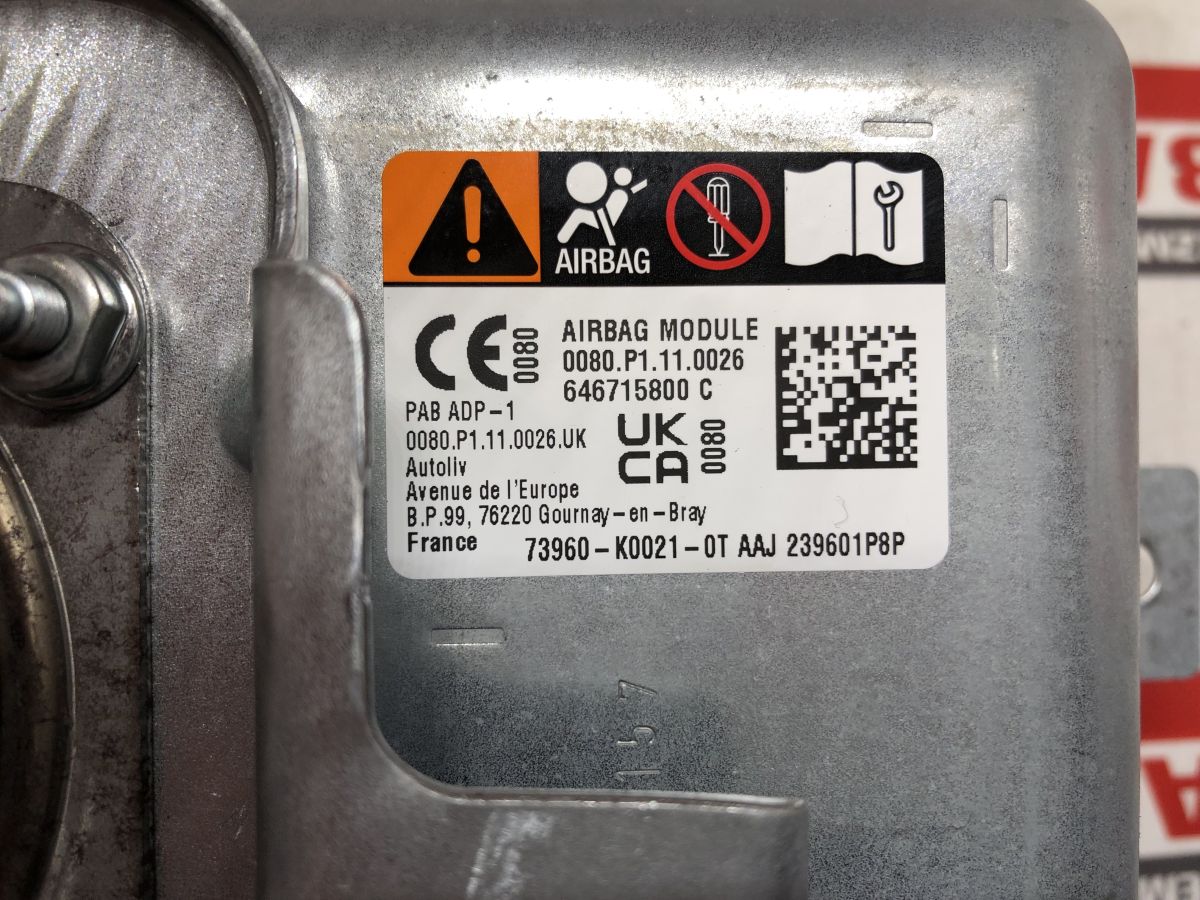 AIRBAG
CE 0080
AIRBAG MODULE
0080.P1.11.0026
646715800 C
PAB ADP-1
0080.P1.11.0026.UK
UK
CA 0080
Autoliv
Avenue de l'Europe
B.P.99, 76220 Gournay-en-Bray
France
73960-K0021-0T AAJ 239601P8P
157